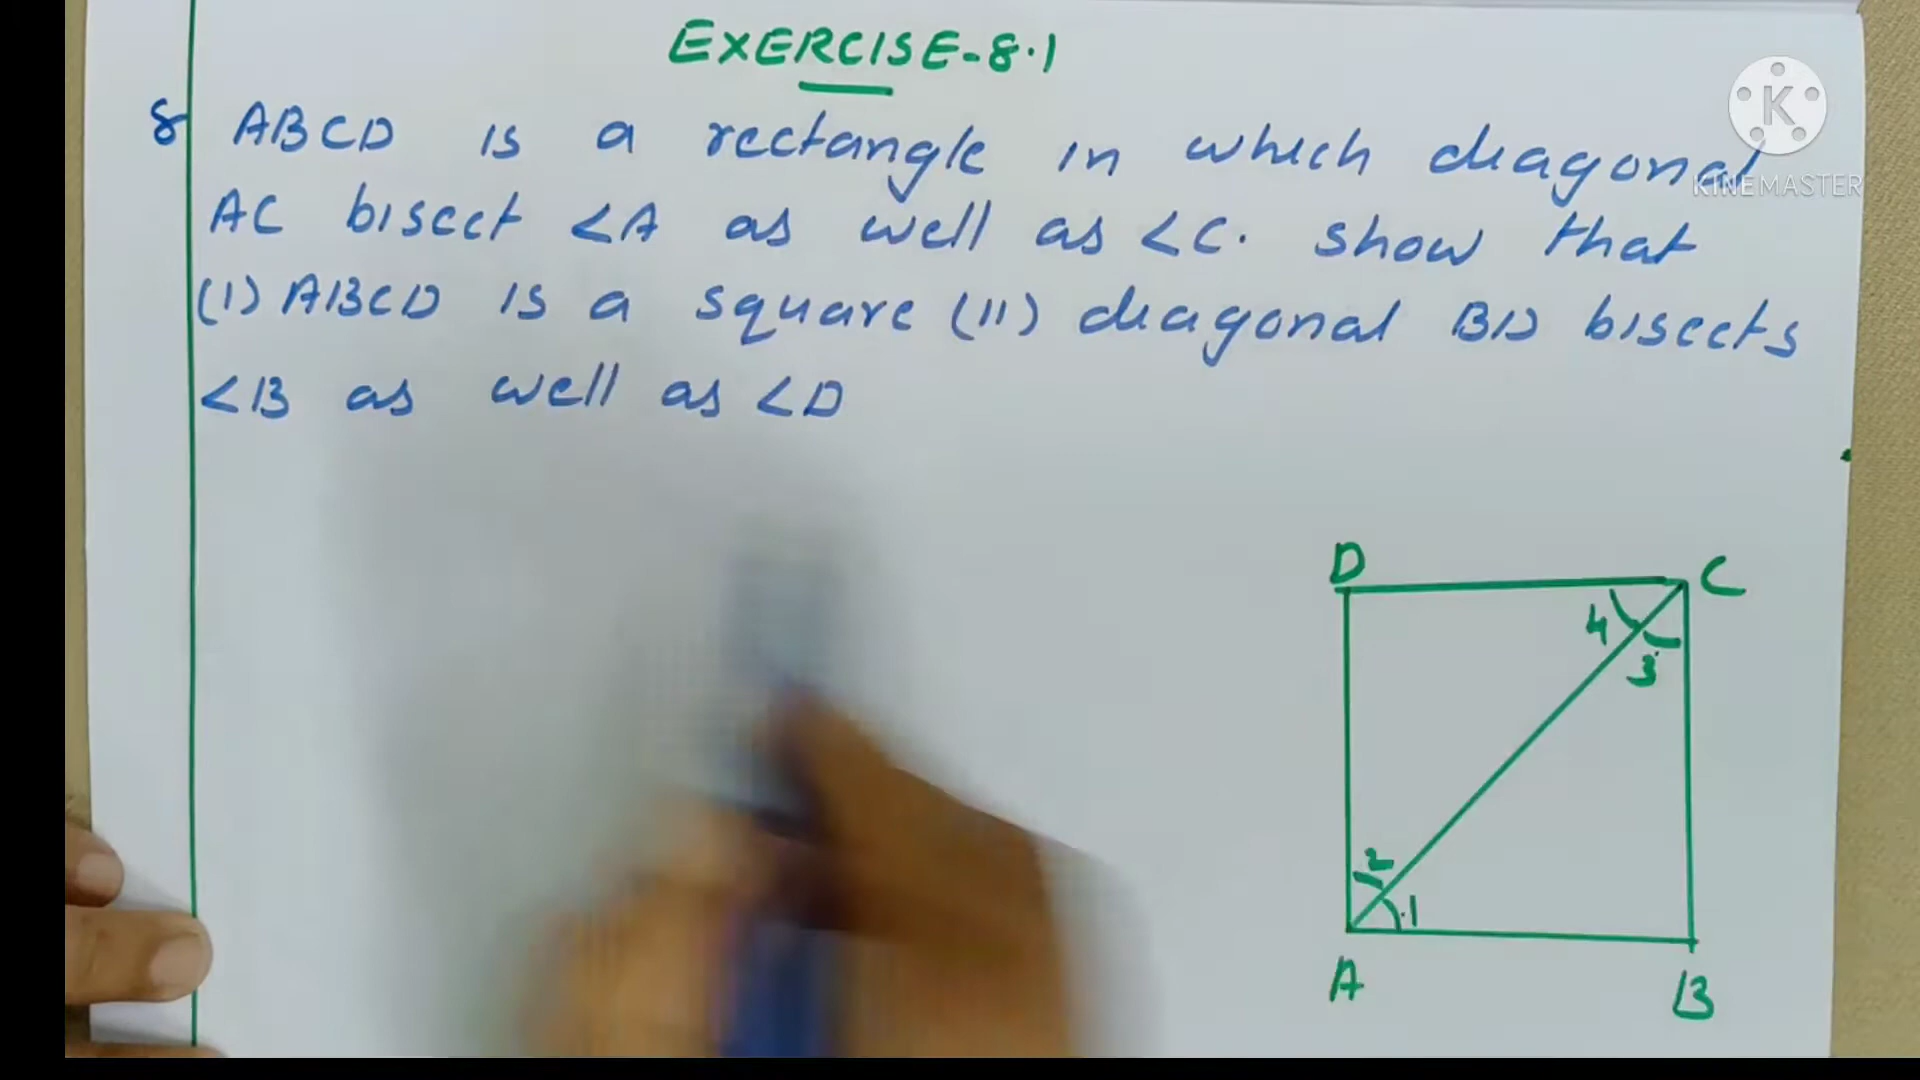 EXERCISE-8.1
8 ABCD is a rectangle in which diagonal
AC bisect ∠A as well as ∠C. show that
(I) ABCD is a square (II) diagonal BD bisects
∠B as well as ∠D
K
KINEMASTER
D
C
4
3
2
1
A
B